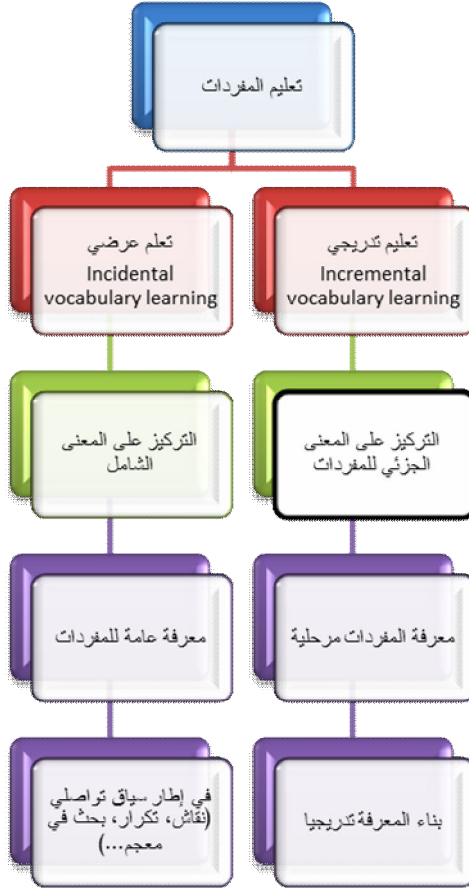 تعليم المفردات
تعليم تدريجي
Incremental
vocabulary learning
تعلم عرضي
Incidental
vocabulary learning
التركيز على المعنى
الجزئي للمفردات
التركيز على المعنى
الشامل
معرفة المفردات مرحلية
معرفة عامة للمفردات
بناء المعرفة تدريجيا
في إطار سياق تواصلي
(نقاش، تكرار، بحث في
معجم...)